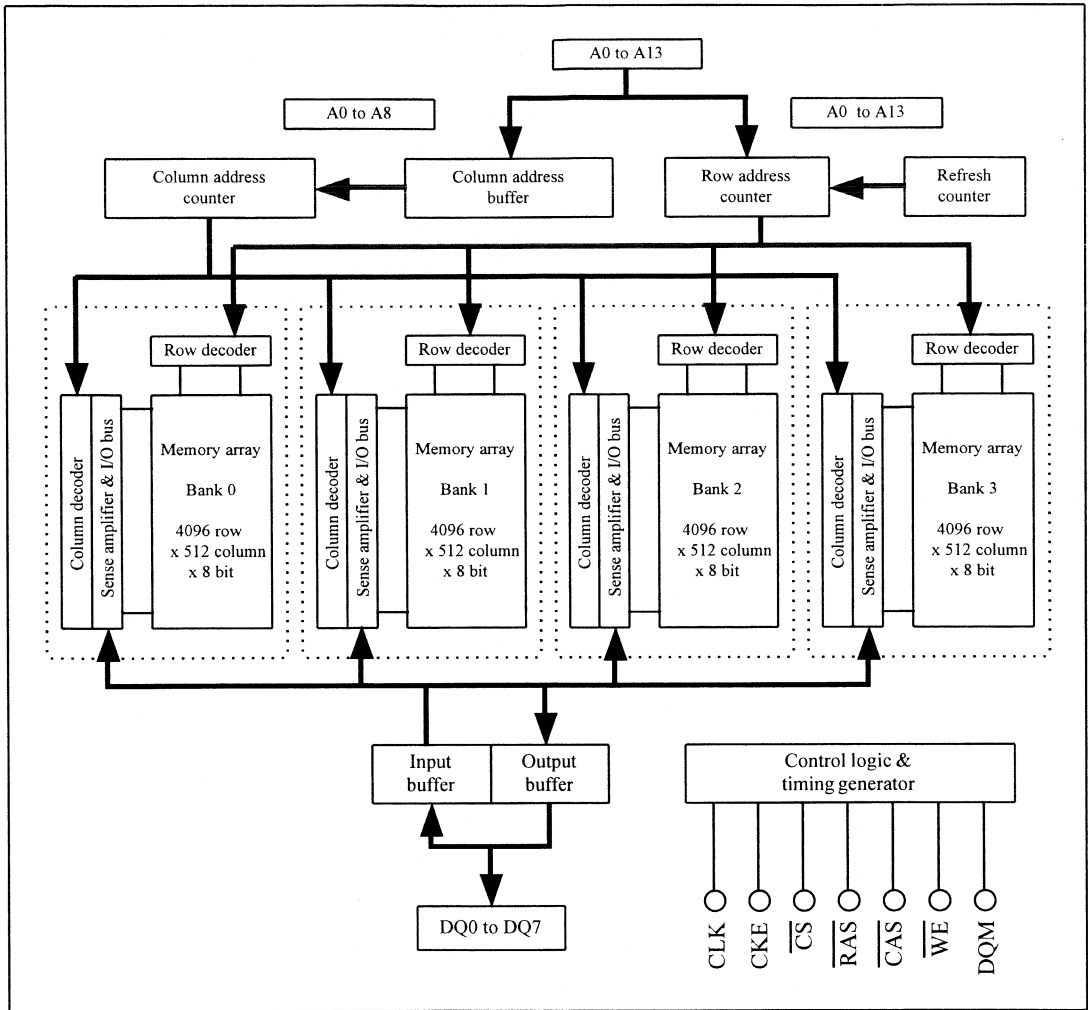 A0 to A13
A0 to A8
A0 to A13
Column address
counter
Column address
buffer
Row address
counter
Refresh
counter
Row decoder
Row decoder
Row decoder
Row decoder
Column decoder
Sense amplifier & I/O bus
Memory array
Bank 0
4096 row
x 512 column
x 8 bit
Column decoder
Sense amplifier & I/O bus
Memory array
Bank 1
4096 row
x 512 column
x 8 bit
Column decoder
Sense amplifier & I/O bus
Memory array
Bank 2
4096 row
x 512 column
x 8 bit
Column decoder
Sense amplifier & I/O bus
Memory array
Bank 3
4096 row
x 512 column
x 8 bit
Input
buffer
Output
buffer
Control logic &
timing generator
DQ0 to DQ7
CLK
CKE
C̅S̅
R̅A̅S̅
C̅A̅S̅
W̅E̅
DQM